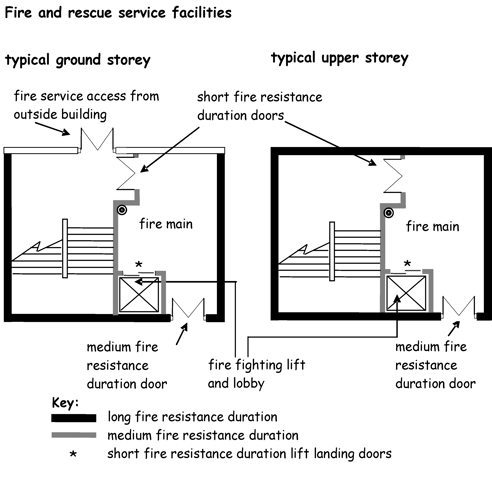 Fire and rescue service facilities
typical ground storey
typical upper storey
fire service access from
outside building
short fire resistance
duration doors
fire main
fire main
*
*
medium fire
resistance
duration door
fire fighting lift
and lobby
medium fire
resistance
duration door
Key:
long fire resistance duration
medium fire resistance duration
* short fire resistance duration lift landing doors